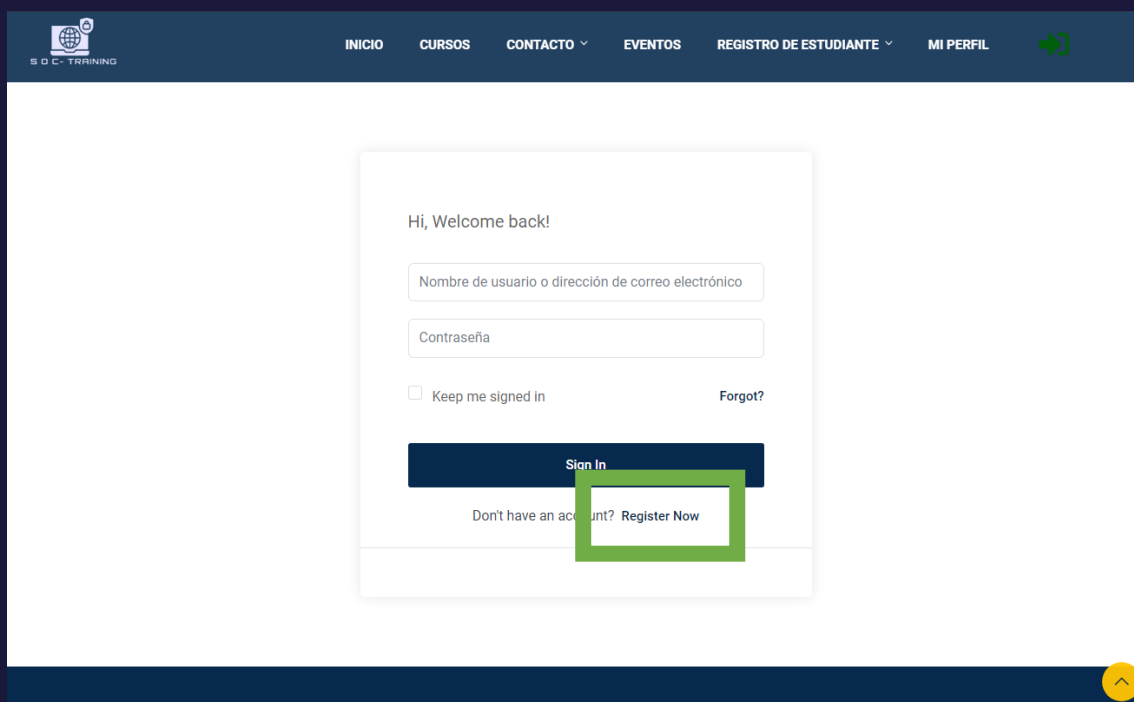 INICIO CURSOS CONTACTO EVENTOS REGISTRO DE ESTUDIANTE MI PERFIL
S O C - TRAINING
Hi, Welcome back!
Nombre de usuario o dirección de correo electrónico
Contraseña
Keep me signed in Forgot?
Sign In
Don't have an account? Register Now